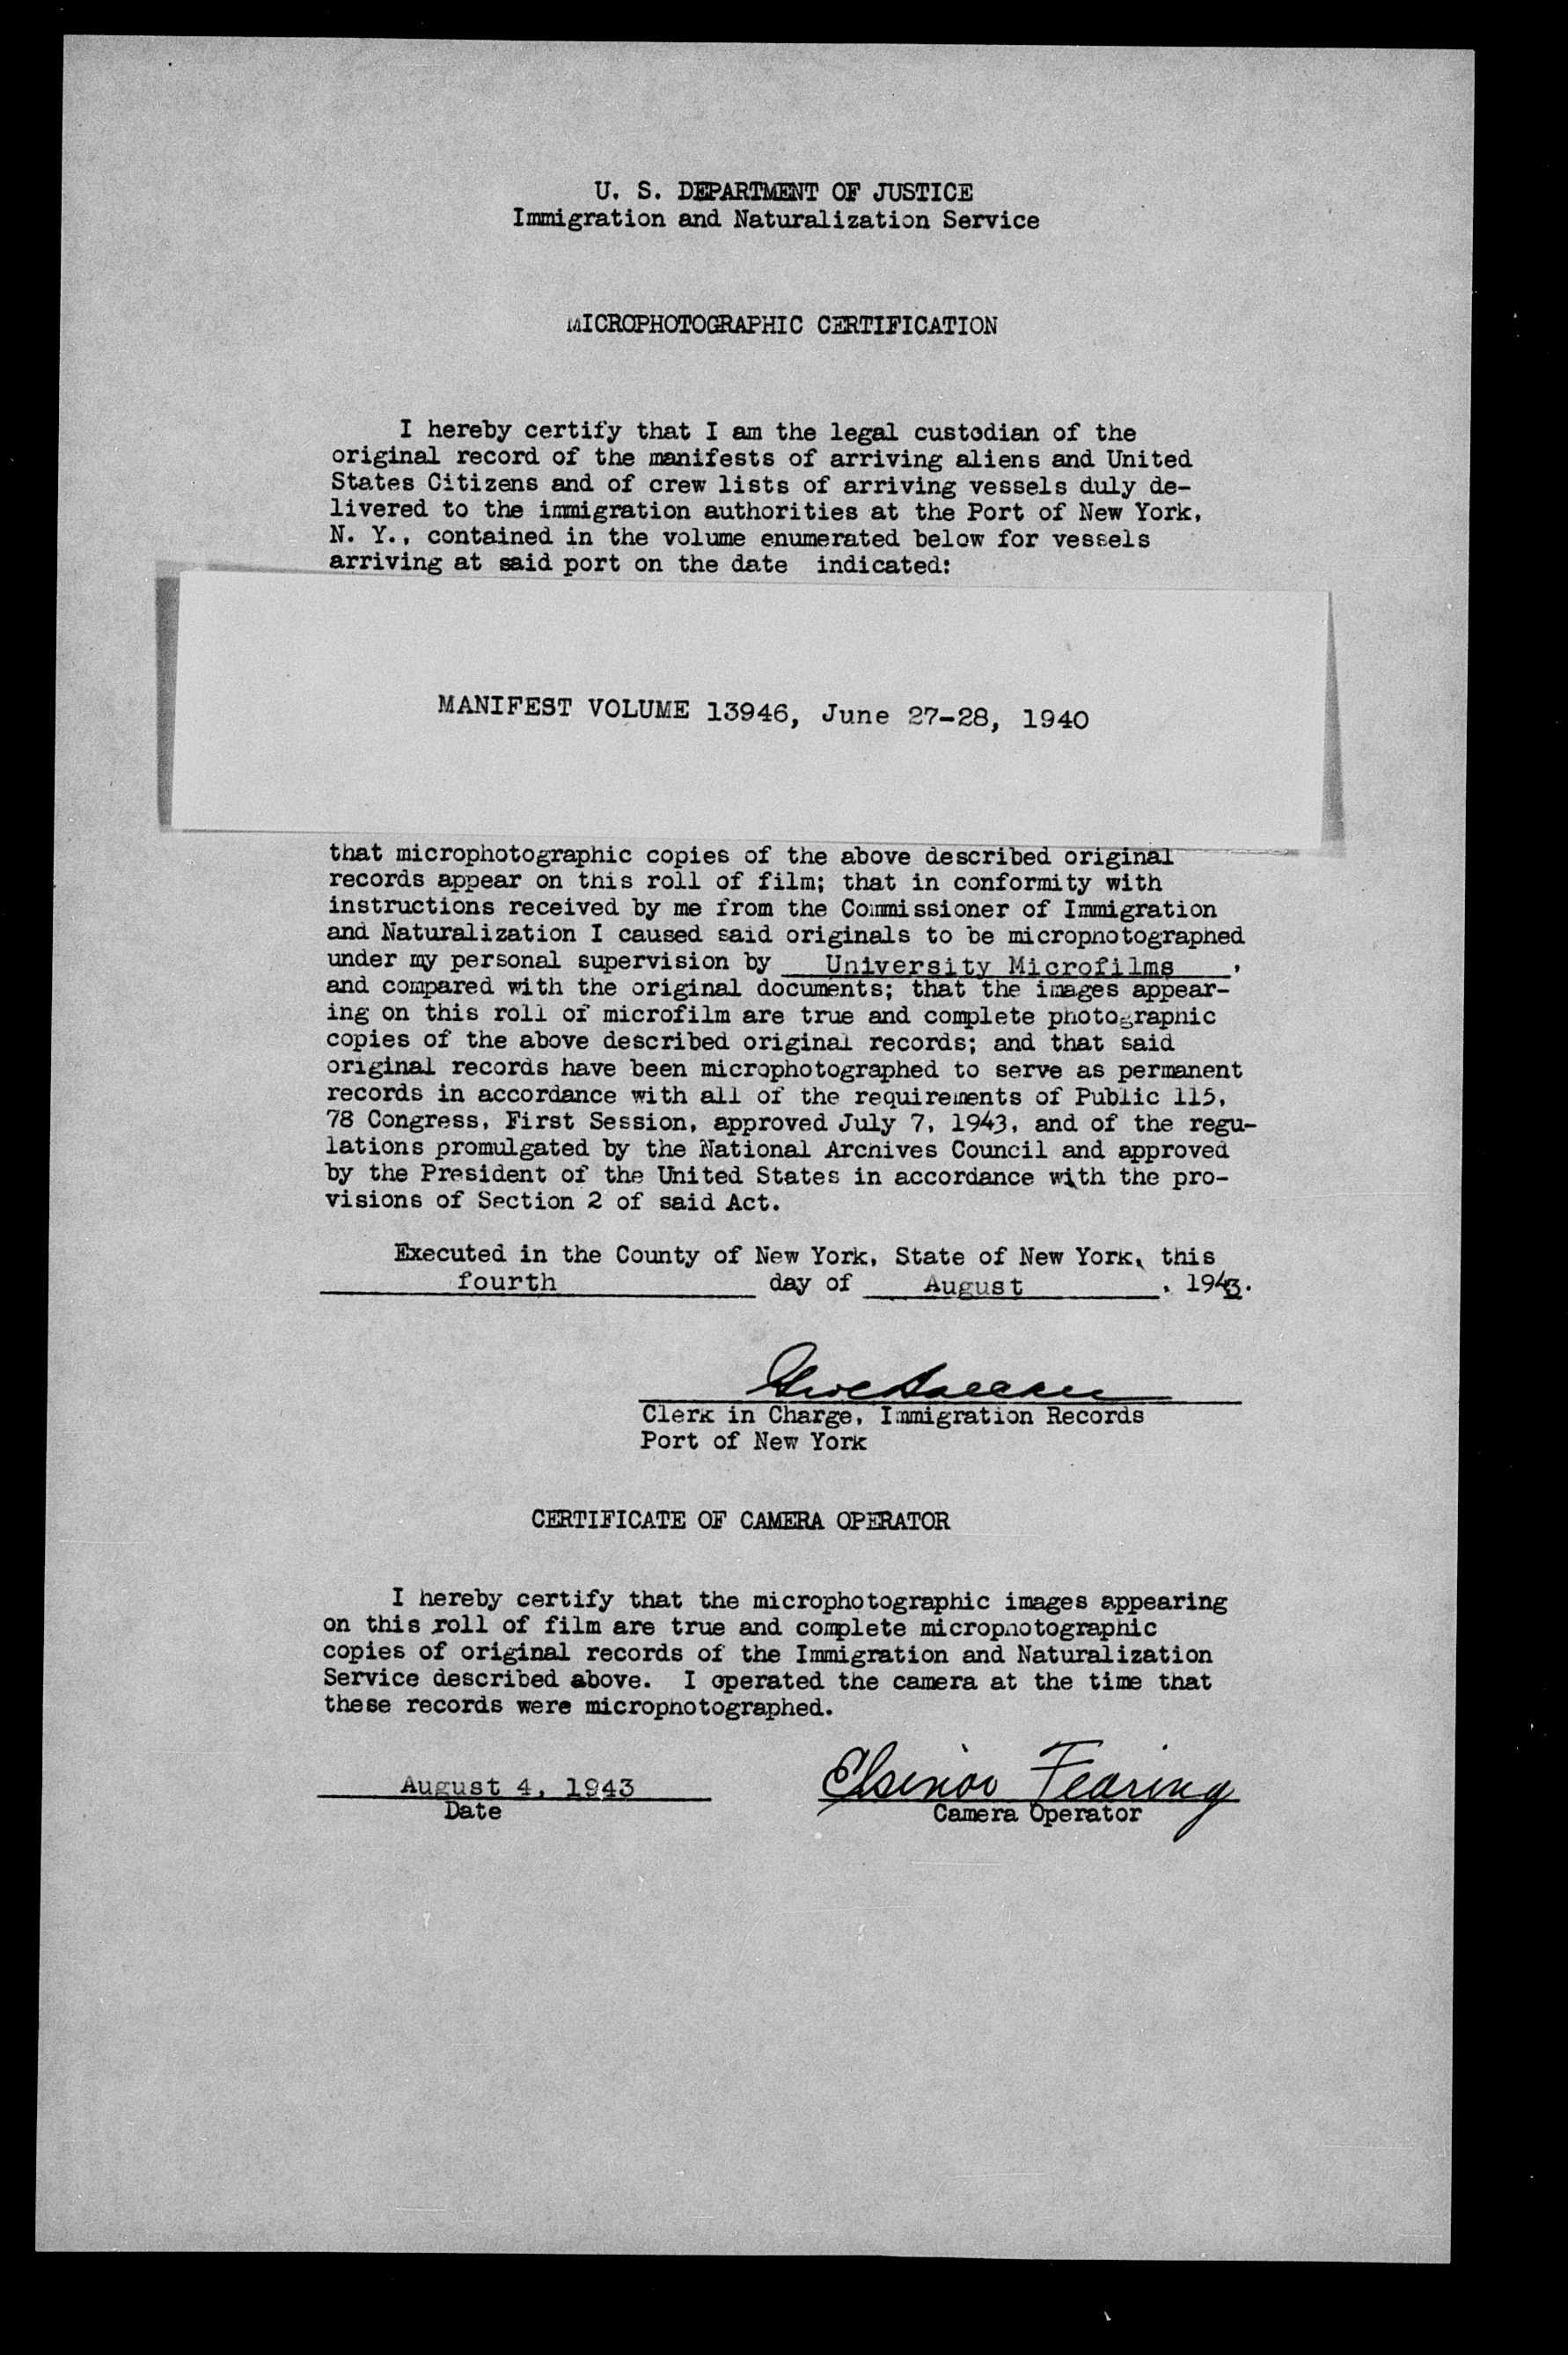 U. S. DEPARTMENT OF JUSTICE
Immigration and Naturalization Service
MICROPHOTOGRAPHIC CERTIFICATION
I hereby certify that I am the legal custodian of the
original record of the manifests of arriving aliens and United
States Citizens and of crew lists of arriving vessels duly de-
livered to the immigration authorities at the Port of New York,
N. Y., contained in the volume enumerated below for vessels
arriving at said port on the date indicated:
MANIFEST VOLUME 13946, June 27-28, 1940
that microphotographic copies of the above described original
records appear on this roll of film; that in conformity with
instructions received by me from the Commissioner of Immigration
and Naturalization I caused said originals to be microphotographed
under my personal supervision by University Microfilms,
and compared with the original documents; that the images appear-
ing on this roll of microfilm are true and complete photographic
copies of the above described original records; and that said
original records have been microphotographed to serve as permanent
records in accordance with all of the requirements of Public 115,
78 Congress, First Session, approved July 7, 1943, and of the regu-
lations promulgated by the National Archives Council and approved
by the President of the United States in accordance with the pro-
visions of Section 2 of said Act.
Executed in the County of New York, State of New York, this
fourth day of August, 1943.
Clerk in Charge, Immigration Records
Port of New York
CERTIFICATE OF CAMERA OPERATOR
I hereby certify that the microphotographic images appearing
on this roll of film are true and complete microphotographic
copies of original records of the Immigration and Naturalization
Service described above. I operated the camera at the time that
these records were microphotographed.
August 4, 1943 Elsinor Fearing
Date Camera Operator